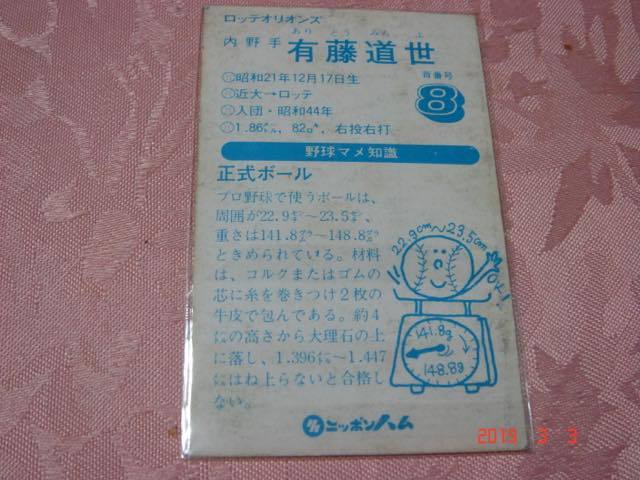 ロッテオリオンズ
あり とう みち よ
内野手 有藤道世
背番号
8
昭和21年12月17日生
近大→ロッテ
入団・昭和44年
1.86メートル、82キロ、右投右打
野球マメ知識
正式ボール
プロ野球で使うボールは、
周囲が22.9センチ〜23.5センチ、
重さは141.8グラム〜148.8グラム
ときめられている。材料
は、コルクまたはゴムの
芯に糸を巻きつけ2枚の
牛皮で包んである。約4
メートルの高さから大理石の上
に落し、1.396メートル〜1.447
メートルはね上らないと合格し
ない。
22.9cm〜23.5cm
141.8g
148.8g
ニッポンハム
2019 3 3